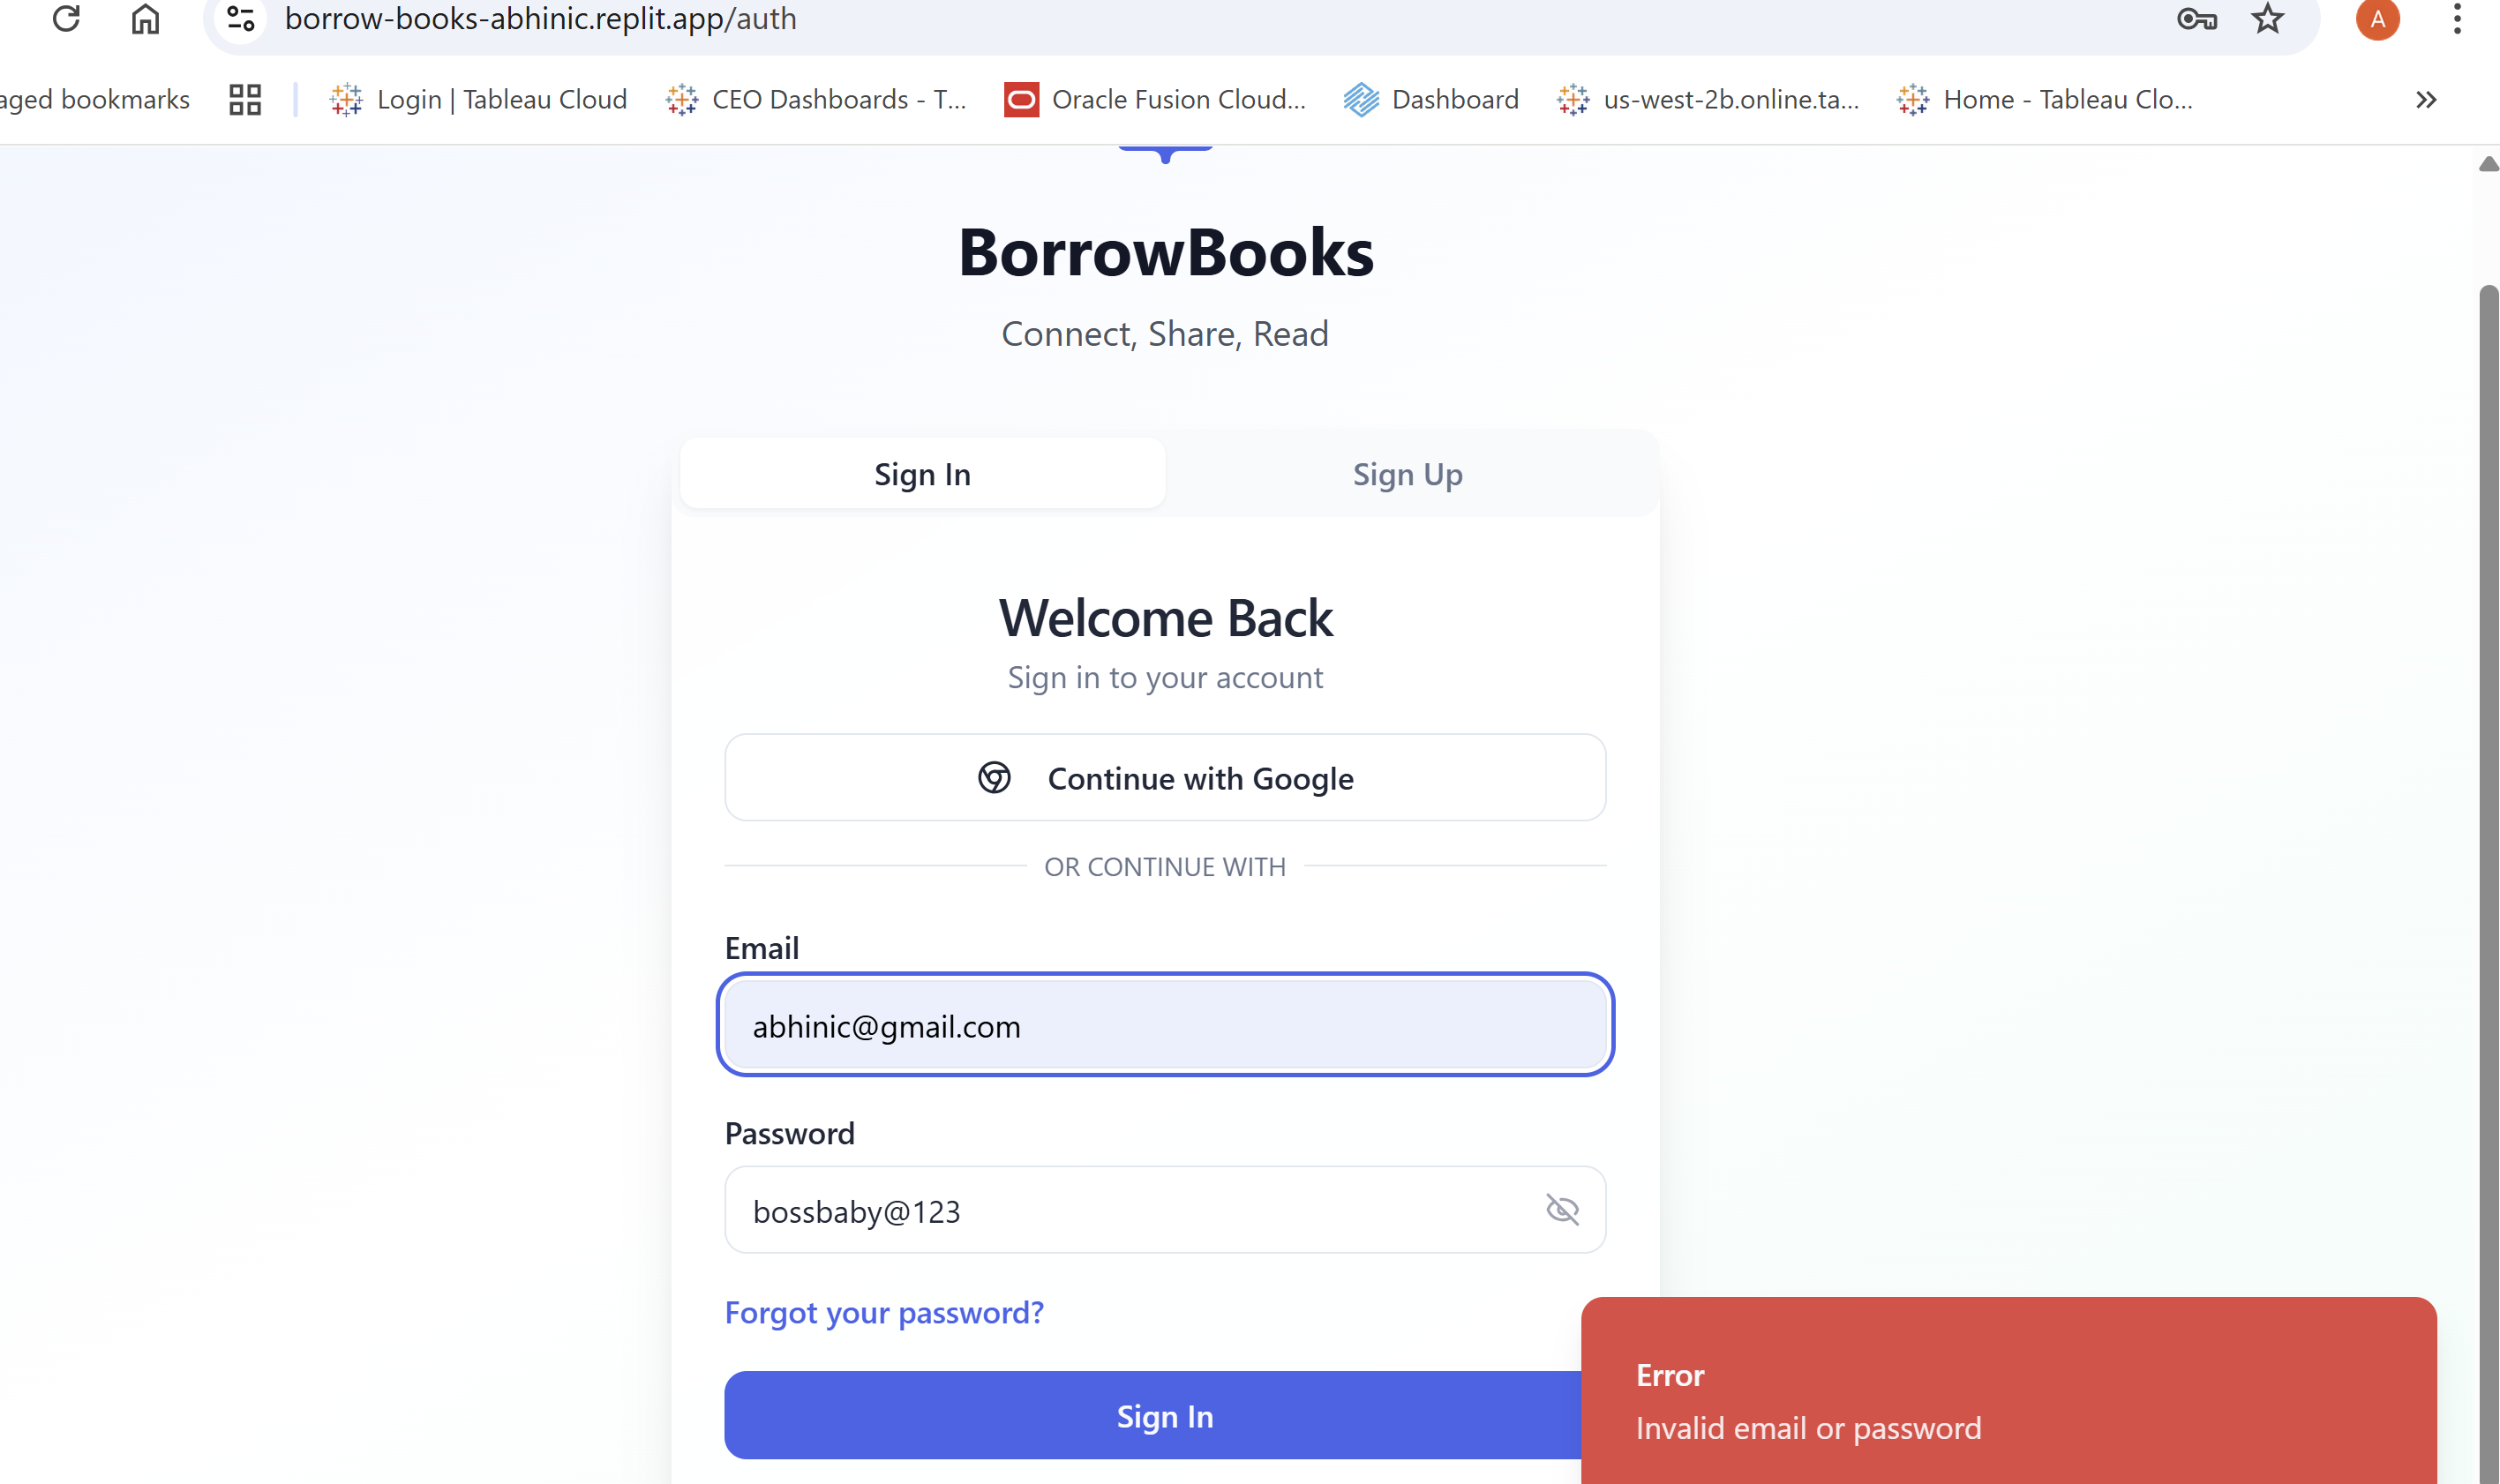 borrow-books-abhinic.replit.app/auth
A
aged bookmarks
Login | Tableau Cloud
CEO Dashboards - T...
Oracle Fusion Cloud...
Dashboard
us-west-2b.online.ta...
Home - Tableau Clo...
BorrowBooks
Connect, Share, Read
Sign In
Sign Up
Welcome Back
Sign in to your account
Continue with Google
OR CONTINUE WITH
Email
abhinic@gmail.com
Password
bossbaby@123
Forgot your password?
Sign In
Error
Invalid email or password